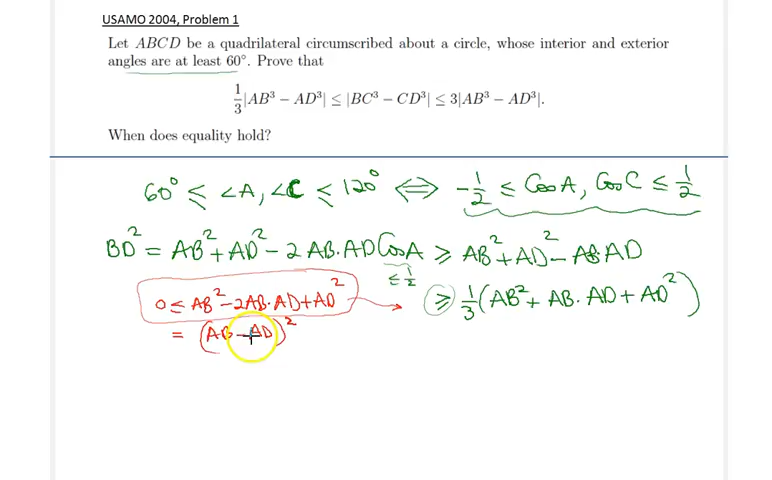 USAMO 2004, Problem 1
Let ABCD be a quadrilateral circumscribed about a circle, whose interior and exterior
angles are at least 60°. Prove that
1/3|AB³ − AD³| ≤ |BC³ − CD³| ≤ 3|AB³ − AD³|.
When does equality hold?
60° ≤ ∠A, ∠C ≤ 120° ⟺ -1/2 ≤ Cos A, Cos C ≤ 1/2
BD² = AB² + AD² - 2 AB·AD Cos A ≥ AB² + AD² - AB·AD
≤ 1/2
0 ≤ AB² - 2AB·AD + AD² ≥ 1/3 (AB² + AB·AD + AD²)
= (AB - AD)²